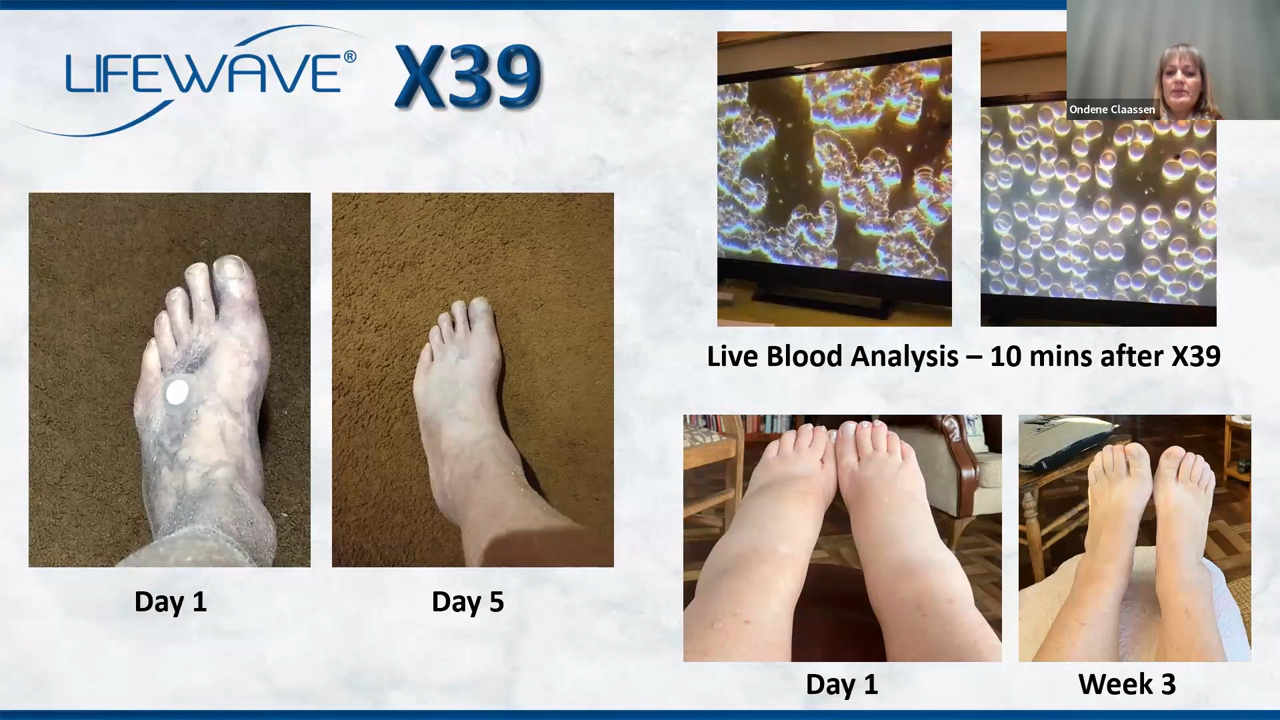 LIFEWAVE® X39
Ondene Claassen
Live Blood Analysis – 10 mins after X39
Day 1
Day 5
Day 1
Week 3